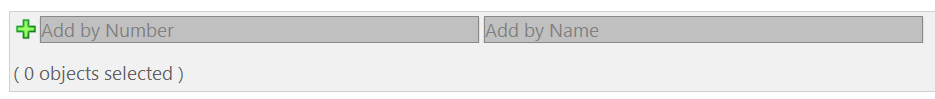 Add by Number Add by Name
( 0 objects selected )